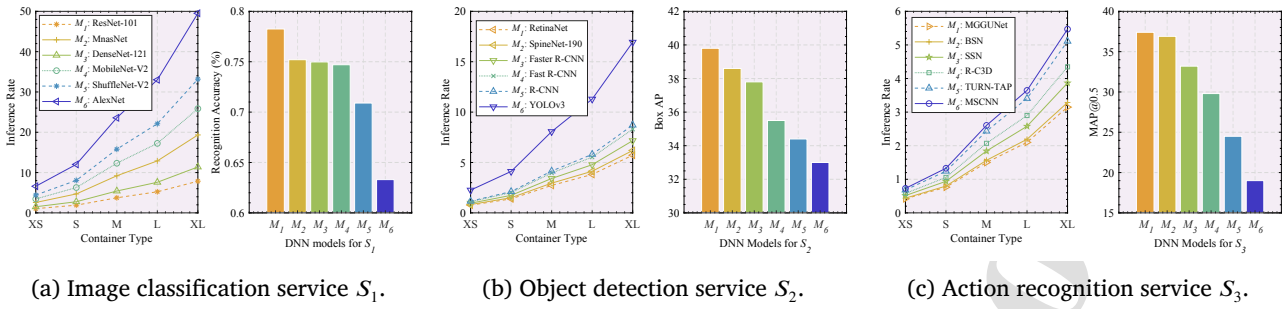 50
40
30
20
10
0
Inference Rate
M1: ResNet-101
M2: MnasNet
M3: DenseNet-121
M4: MobileNet-V2
M5: ShuffleNet-V2
M6: AlexNet
XS S M L XL
Container Type
0.8
0.75
0.7
0.65
0.6
Recognition Accuracy (%)
M1 M2 M3 M4 M5 M6
DNN models for S1
20
15
10
5
0
Inference Rate
M1: RetinaNet
M2: SpineNet-190
M3: Faster R-CNN
M4: Fast R-CNN
M5: R-CNN
M6: YOLOv3
XS S M L XL
Container Type
42
40
38
36
34
32
30
Box AP
M1 M2 M3 M4 M5 M6
DNN Models for S2
6
5
4
3
2
1
0
Inference Rate
M1: MGGUNet
M2: BSN
M3: SSN
M4: R-C3D
M5: TURN-TAP
M6: MSCNN
XS S M L XL
Container Type
40
35
30
25
20
15
MAP@0.5
M1 M2 M3 M4 M5 M6
DNN Models for S3
(a) Image classification service S1.
(b) Object detection service S2.
(c) Action recognition service S3.